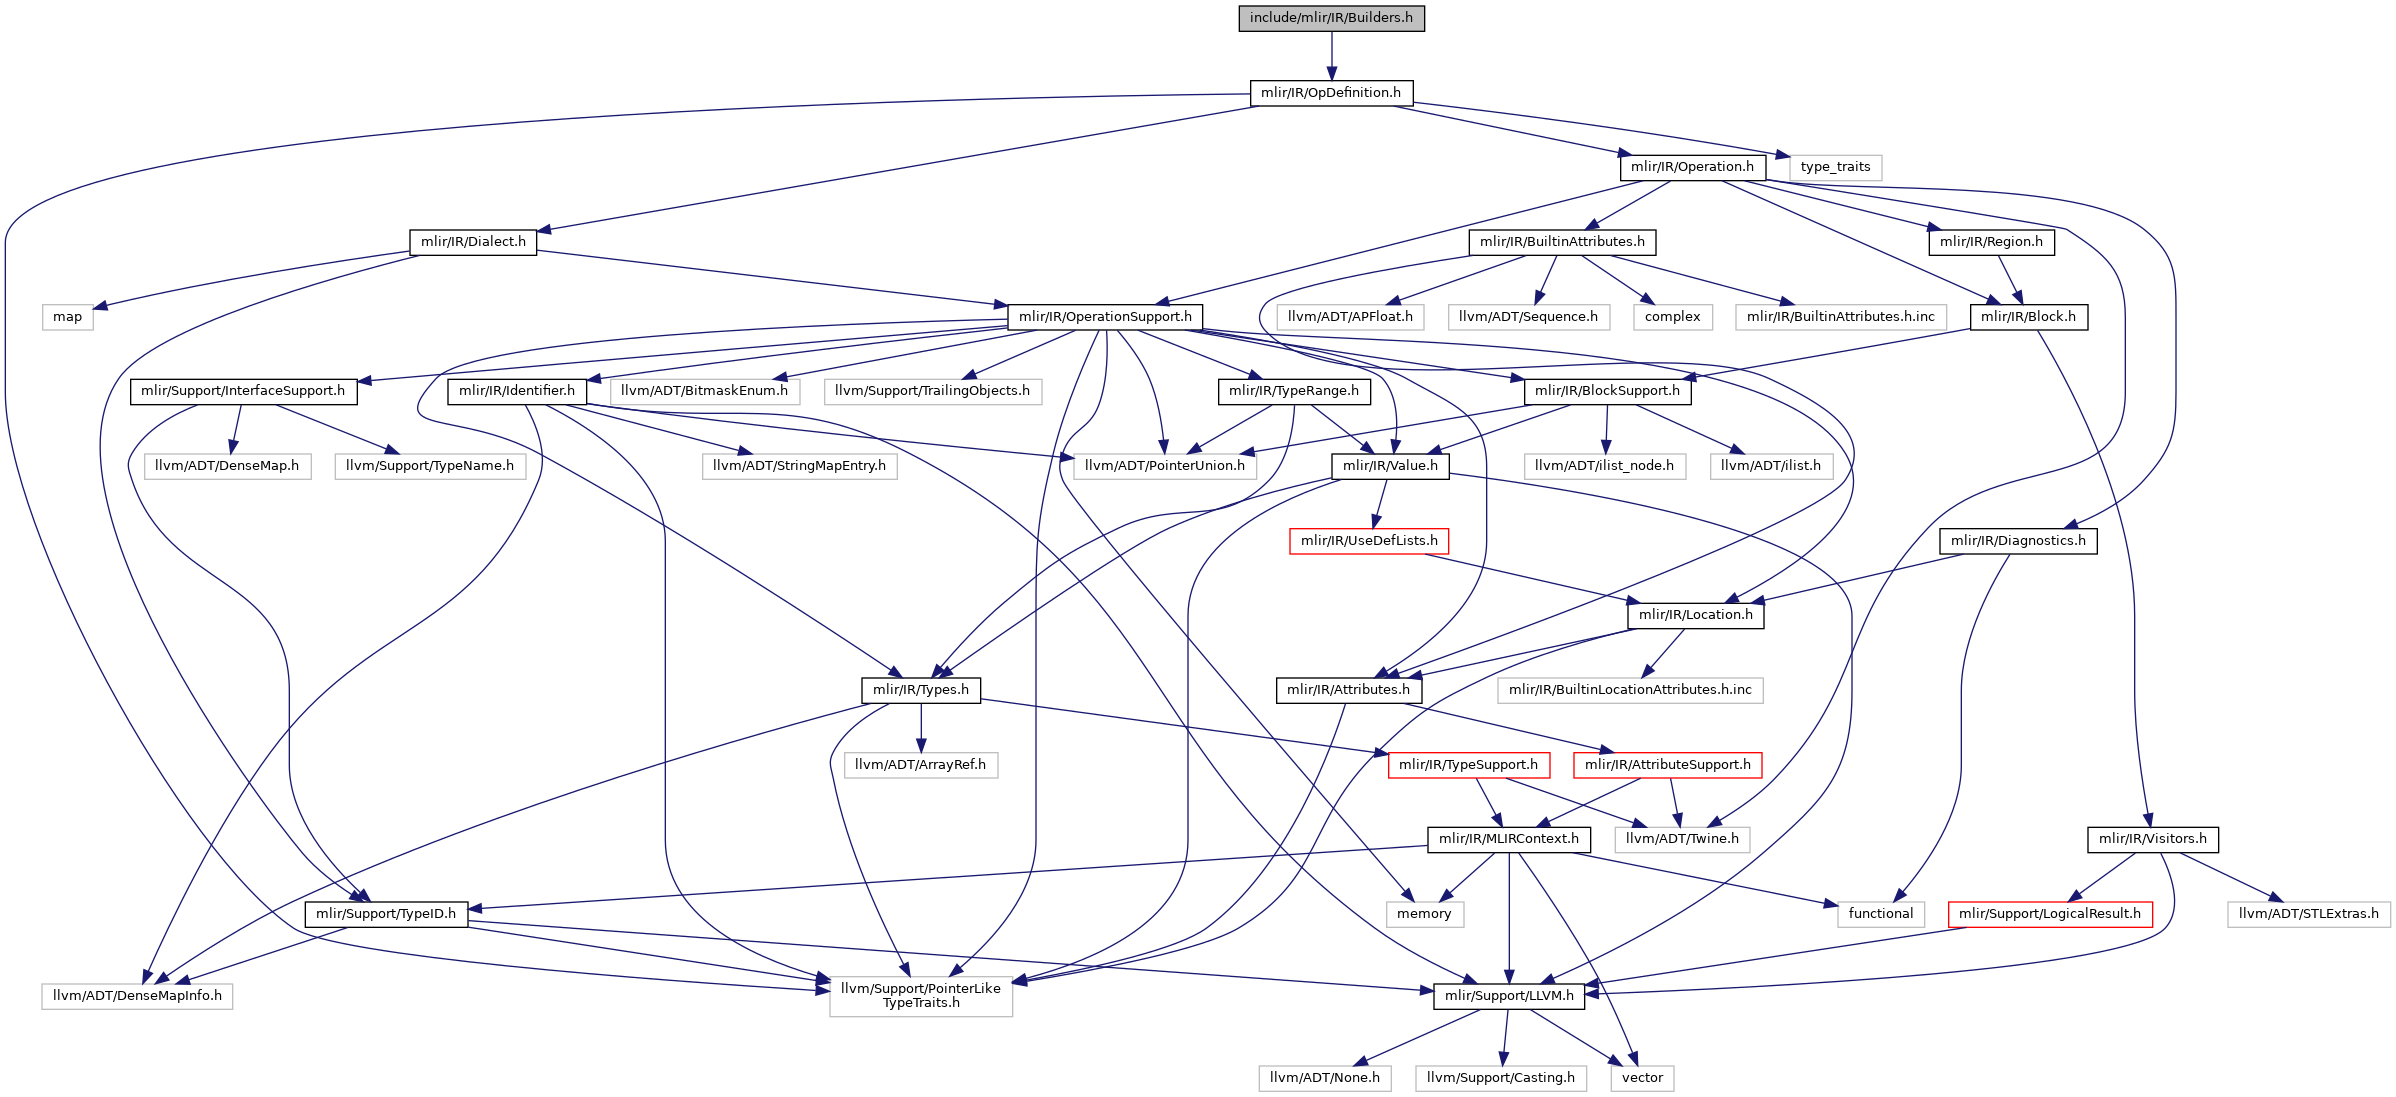 include/mlir/IR/Builders.h
mlir/IR/OpDefinition.h
mlir/IR/Operation.h
type_traits
mlir/IR/Dialect.h
mlir/IR/BuiltinAttributes.h
mlir/IR/Region.h
map
mlir/IR/OperationSupport.h
llvm/ADT/APFloat.h
llvm/ADT/Sequence.h
complex
mlir/IR/BuiltinAttributes.h.inc
mlir/IR/Block.h
mlir/Support/InterfaceSupport.h
mlir/IR/Identifier.h
llvm/ADT/BitmaskEnum.h
llvm/Support/TrailingObjects.h
mlir/IR/TypeRange.h
mlir/IR/BlockSupport.h
llvm/ADT/DenseMap.h
llvm/Support/TypeName.h
llvm/ADT/StringMapEntry.h
llvm/ADT/PointerUnion.h
mlir/IR/Value.h
llvm/ADT/ilist_node.h
llvm/ADT/ilist.h
mlir/IR/UseDefLists.h
mlir/IR/Diagnostics.h
mlir/IR/Location.h
mlir/IR/Types.h
mlir/IR/Attributes.h
mlir/IR/BuiltinLocationAttributes.h.inc
llvm/ADT/ArrayRef.h
mlir/IR/TypeSupport.h
mlir/IR/AttributeSupport.h
mlir/IR/MLIRContext.h
llvm/ADT/Twine.h
mlir/IR/Visitors.h
mlir/Support/TypeID.h
memory
functional
mlir/Support/LogicalResult.h
llvm/ADT/STLExtras.h
llvm/ADT/DenseMapInfo.h
llvm/Support/PointerLike
TypeTraits.h
mlir/Support/LLVM.h
llvm/ADT/None.h
llvm/Support/Casting.h
vector